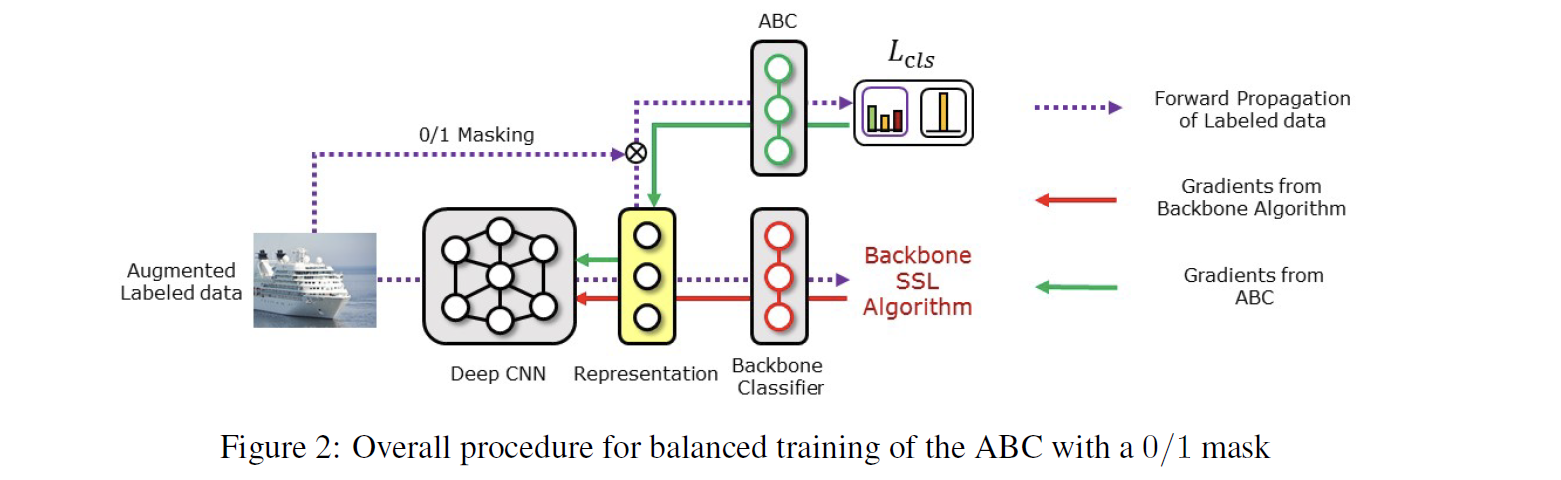 ABC
L_cls
0/1 Masking
Forward Propagation
of Labeled data
Gradients from
Backbone Algorithm
Augmented
Labeled data
Backbone
SSL
Algorithm
Gradients from
ABC
Deep CNN
Representation
Backbone
Classifier
Figure 2: Overall procedure for balanced training of the ABC with a 0/1 mask